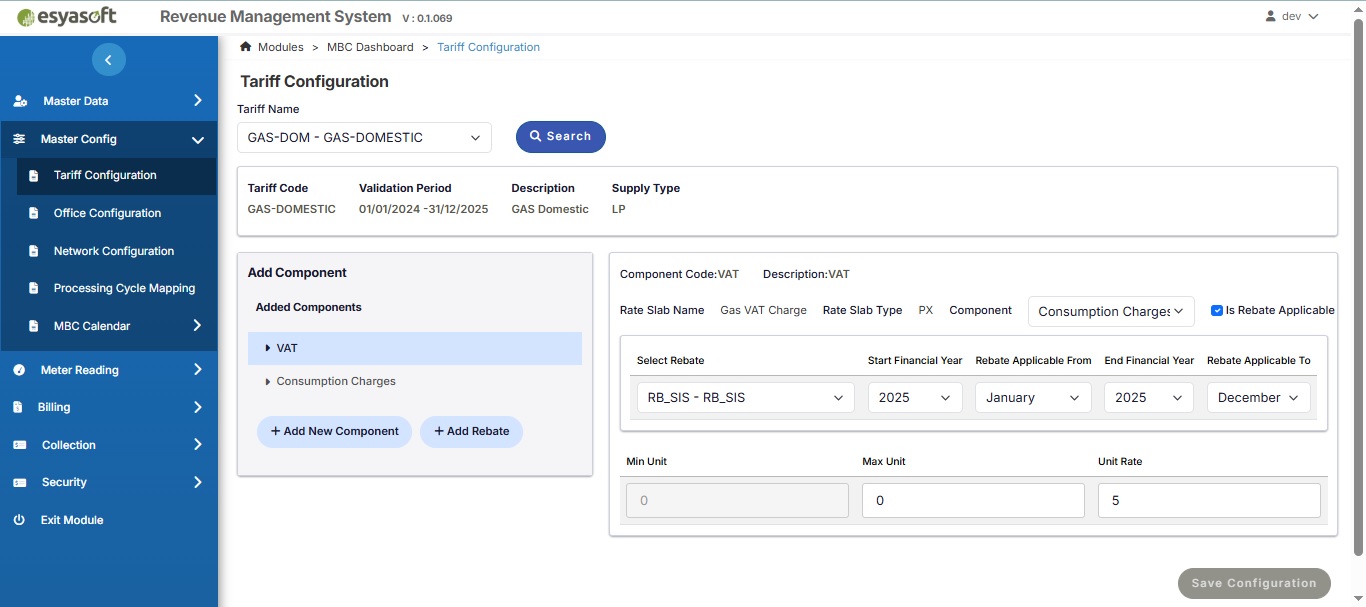 esyasoft
Revenue Management System V : 0.1.069
dev
Modules > MBC Dashboard > Tariff Configuration
Master Data
Master Config
Tariff Configuration
Office Configuration
Network Configuration
Processing Cycle Mapping
MBC Calendar
Meter Reading
Billing
Collection
Security
Exit Module
Tariff Configuration
Tariff Name
GAS-DOM - GAS-DOMESTIC Search
Tariff Code Validation Period Description Supply Type
GAS-DOMESTIC 01/01/2024 -31/12/2025 GAS Domestic LP
Add Component
Added Components
VAT
Consumption Charges
+ Add New Component + Add Rebate
Component Code:VAT Description:VAT
Rate Slab Name Gas VAT Charge Rate Slab Type PX Component Consumption Charges Is Rebate Applicable
Select Rebate Start Financial Year Rebate Applicable From End Financial Year Rebate Applicable To
RB_SIS - RB_SIS 2025 January 2025 December
Min Unit Max Unit Unit Rate
0 0 5
Save Configuration